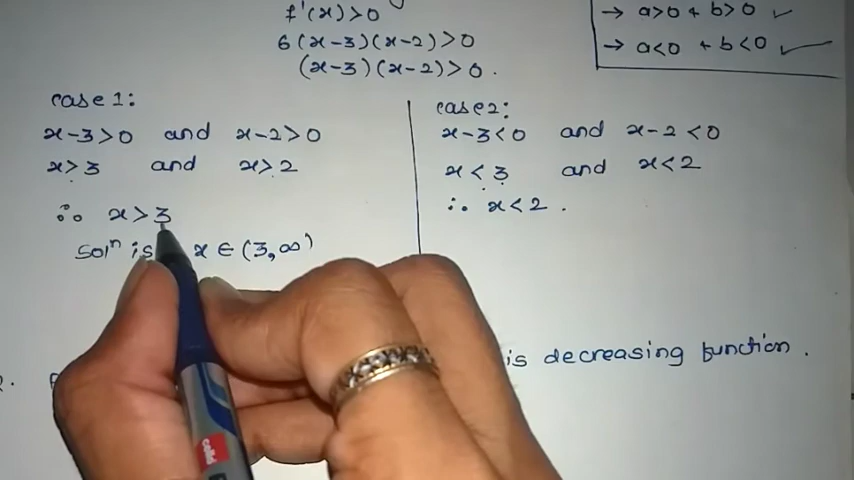 f'(x)>0
6(x-3)(x-2)>0
(x-3)(x-2)>0.
→ a>0 + b>0 ✓
→ a<0 + b<0 ✓
case 1:
x-3>0 and x-2>0
x>3 and x>2
∴ x>3
Solⁿ is x ∈ (3,∞)
case 2:
x-3<0 and x-2<0
x<3 and x<2
∴ x<2.
is decreasing function.
cello